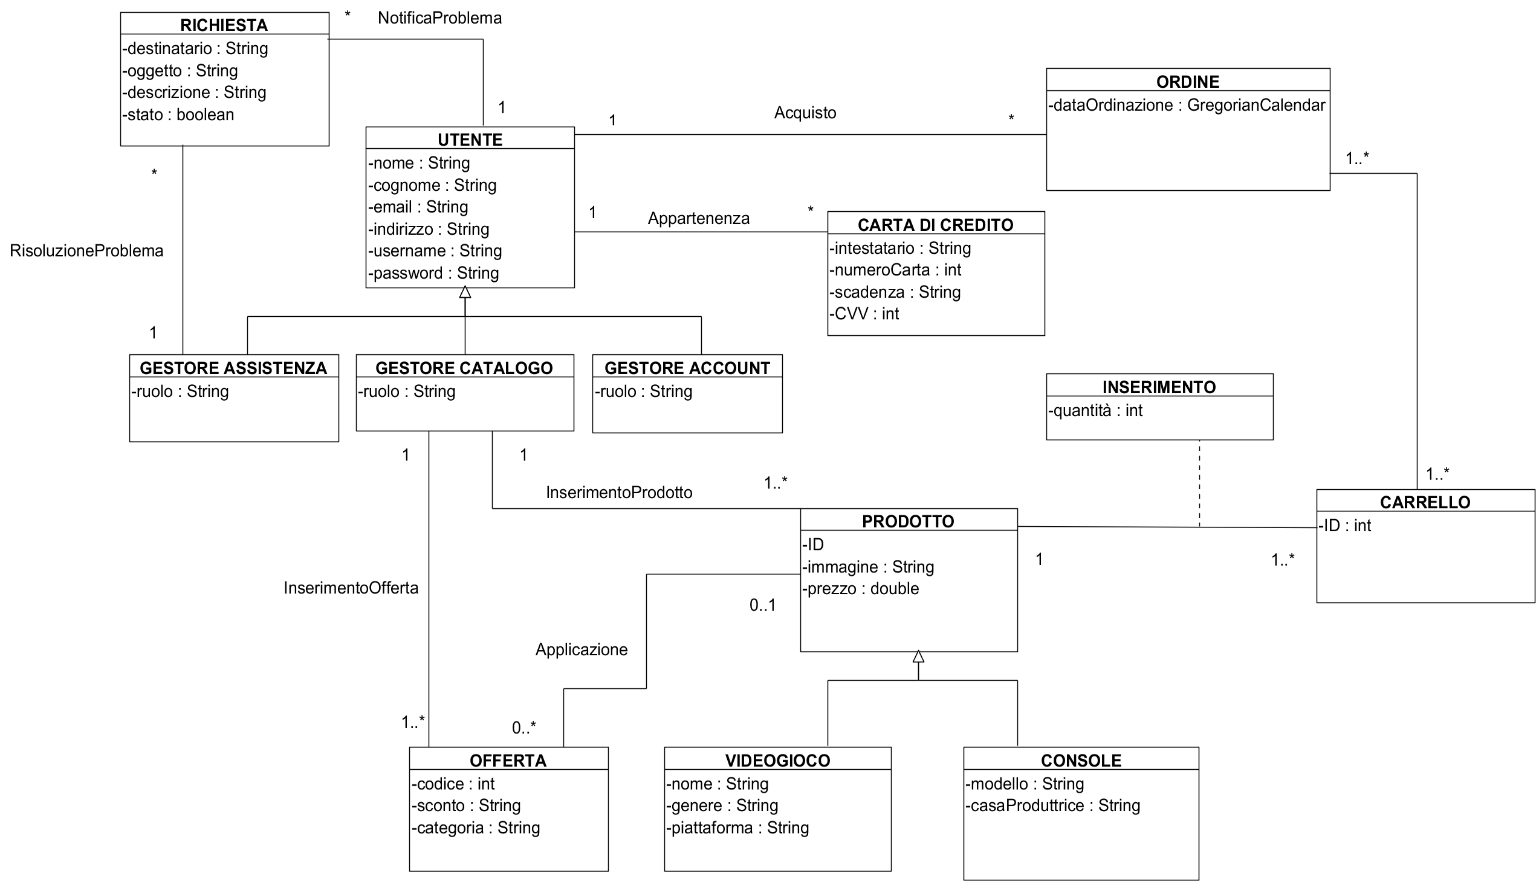 RICHIESTA
-destinatario : String
-oggetto : String
-descrizione : String
-stato : boolean
* NotificaProblema
1
*
RisoluzioneProblema
1
UTENTE
-nome : String
-cognome : String
-email : String
-indirizzo : String
-username : String
-password : String
1 Acquisto *
ORDINE
-dataOrdinazione : GregorianCalendar
1..*
1 Appartenenza *
CARTA DI CREDITO
-intestatario : String
-numeroCarta : int
-scadenza : String
-CVV : int
GESTORE ASSISTENZA
-ruolo : String
GESTORE CATALOGO
-ruolo : String
GESTORE ACCOUNT
-ruolo : String
INSERIMENTO
-quantità : int
1
1
InserimentoProdotto
1..*
1..*
CARRELLO
-ID : int
PRODOTTO
-ID
-immagine : String
-prezzo : double
1
1..*
InserimentoOfferta
0..1
Applicazione
1..*
0..*
OFFERTA
-codice : int
-sconto : String
-categoria : String
VIDEOGIOCO
-nome : String
-genere : String
-piattaforma : String
CONSOLE
-modello : String
-casaProduttrice : String